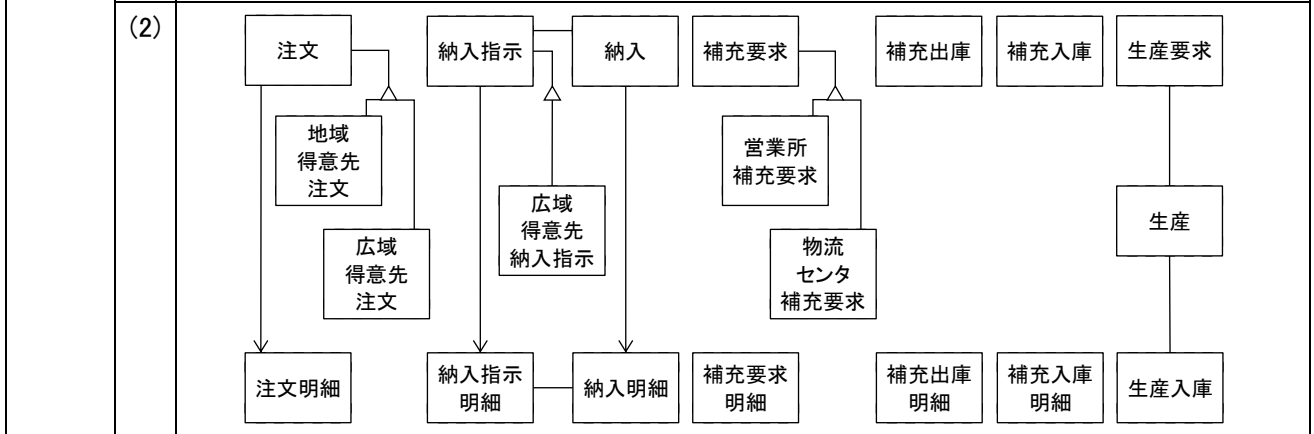 (2)
注文
納入指示
納入
補充要求
補充出庫
補充入庫
生産要求
地域
得意先
注文
広域
得意先
注文
広域
得意先
納入指示
営業所
補充要求
物流
センタ
補充要求
生産
注文明細
納入指示
明細
納入明細
補充要求
明細
補充出庫
明細
補充入庫
明細
生産入庫